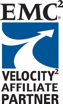 EMC²
VELOCITY²
AFFILIATE
PARTNER